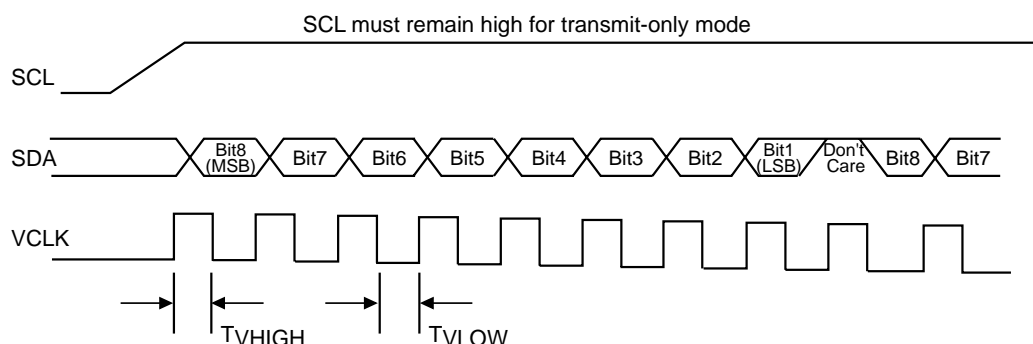 SCL must remain high for transmit-only mode
SCL
SDA
Bit8
(MSB)
Bit7
Bit6
Bit5
Bit4
Bit3
Bit2
Bit1
(LSB)
Don't
Care
Bit8
Bit7
VCLK
TVHIGH
TVLOW